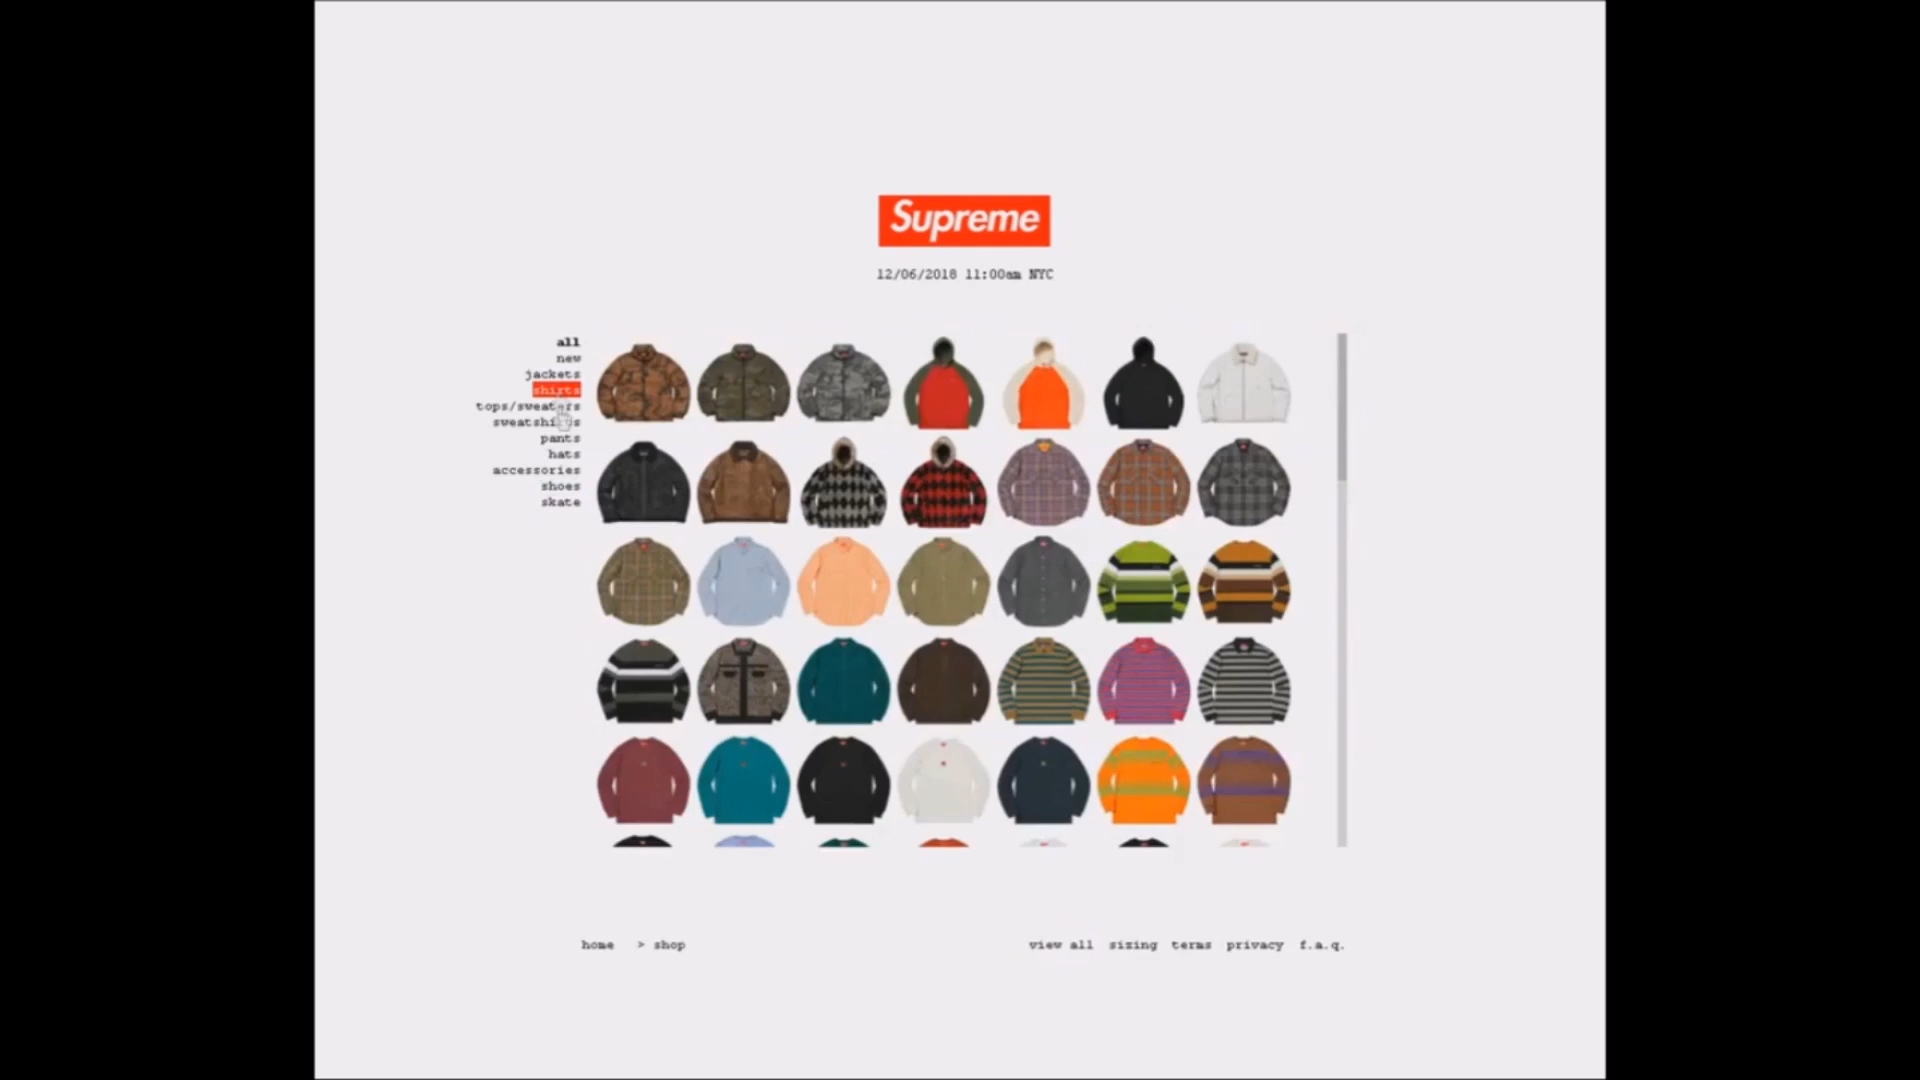 Supreme
12/06/2018 11:00am NYC
all
new
jackets
shirts
tops/sweaters
sweatshirts
pants
hats
accessories
shoes
skate
home > shop
view all sizing terms privacy f.a.q.